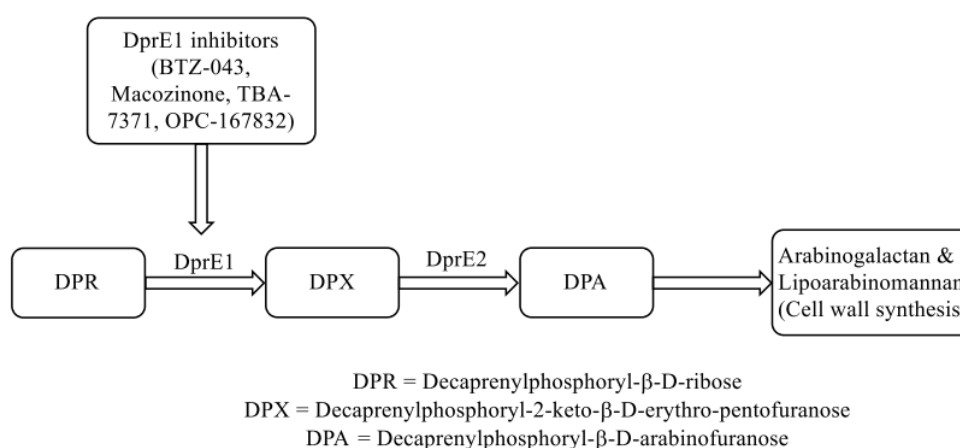 DprE1 inhibitors
(BTZ-043,
Macozinone, TBA-
7371, OPC-167832)
DPR
DprE1
DPX
DprE2
DPA
Arabinogalactan &
Lipoarabinomannan
(Cell wall synthesis
DPR = Decaprenylphosphoryl-β-D-ribose
DPX = Decaprenylphosphoryl-2-keto-β-D-erythro-pentofuranose
DPA = Decaprenylphosphoryl-β-D-arabinofuranose